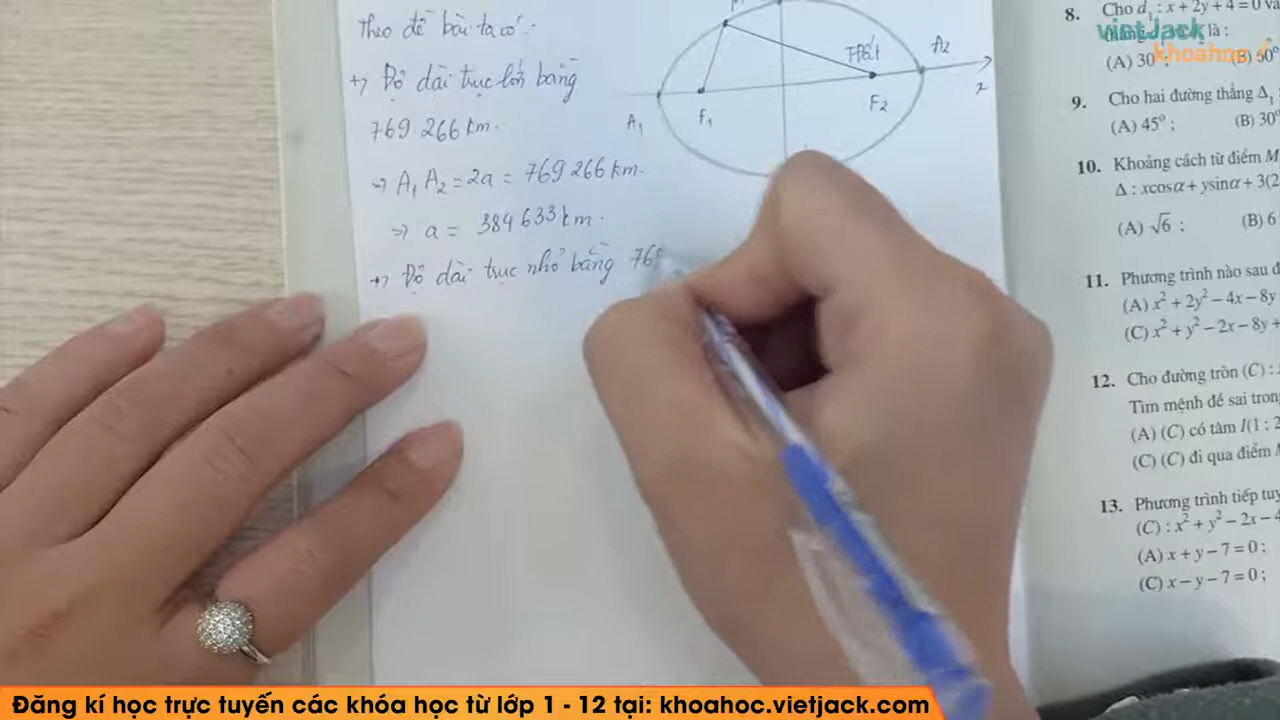 Theo đề bài ta có:
+) Độ dài trục lớn bằng
769 266 km.
=> A₁A₂ = 2a = 769 266 km.
=> a = 384 633 km.
+) Độ dài trục nhỏ bằng 768
A₁
F₁
T.Đất
F₂
A₂
x
8. Cho d₁ : x + 2y + 4 = 0
vietJack
khoahoc
là :
(A) 30° ; (B) 60°
9. Cho hai đường thẳng Δ₁
(A) 45° ; (B) 30°
10. Khoảng cách từ điểm M
Δ : xcosα + ysinα + 3(2
(A) √6 ; (B) 6
11. Phương trình nào sau
(A) x² + 2y² – 4x – 8y
(C) x² + y² – 2x – 8y +
12. Cho đường tròn (C) :
Tìm mệnh đề sai trong
(A) (C) có tâm I(1 ; 2
(C) (C) đi qua điểm
13. Phương trình tiếp tuy
(C) : x² + y² – 2x – 4
(A) x + y – 7 = 0 ;
(C) x – y – 7 = 0 ;
Đăng kí học trực tuyến các khóa học từ lớp 1 - 12 tại: khoahoc.vietjack.com